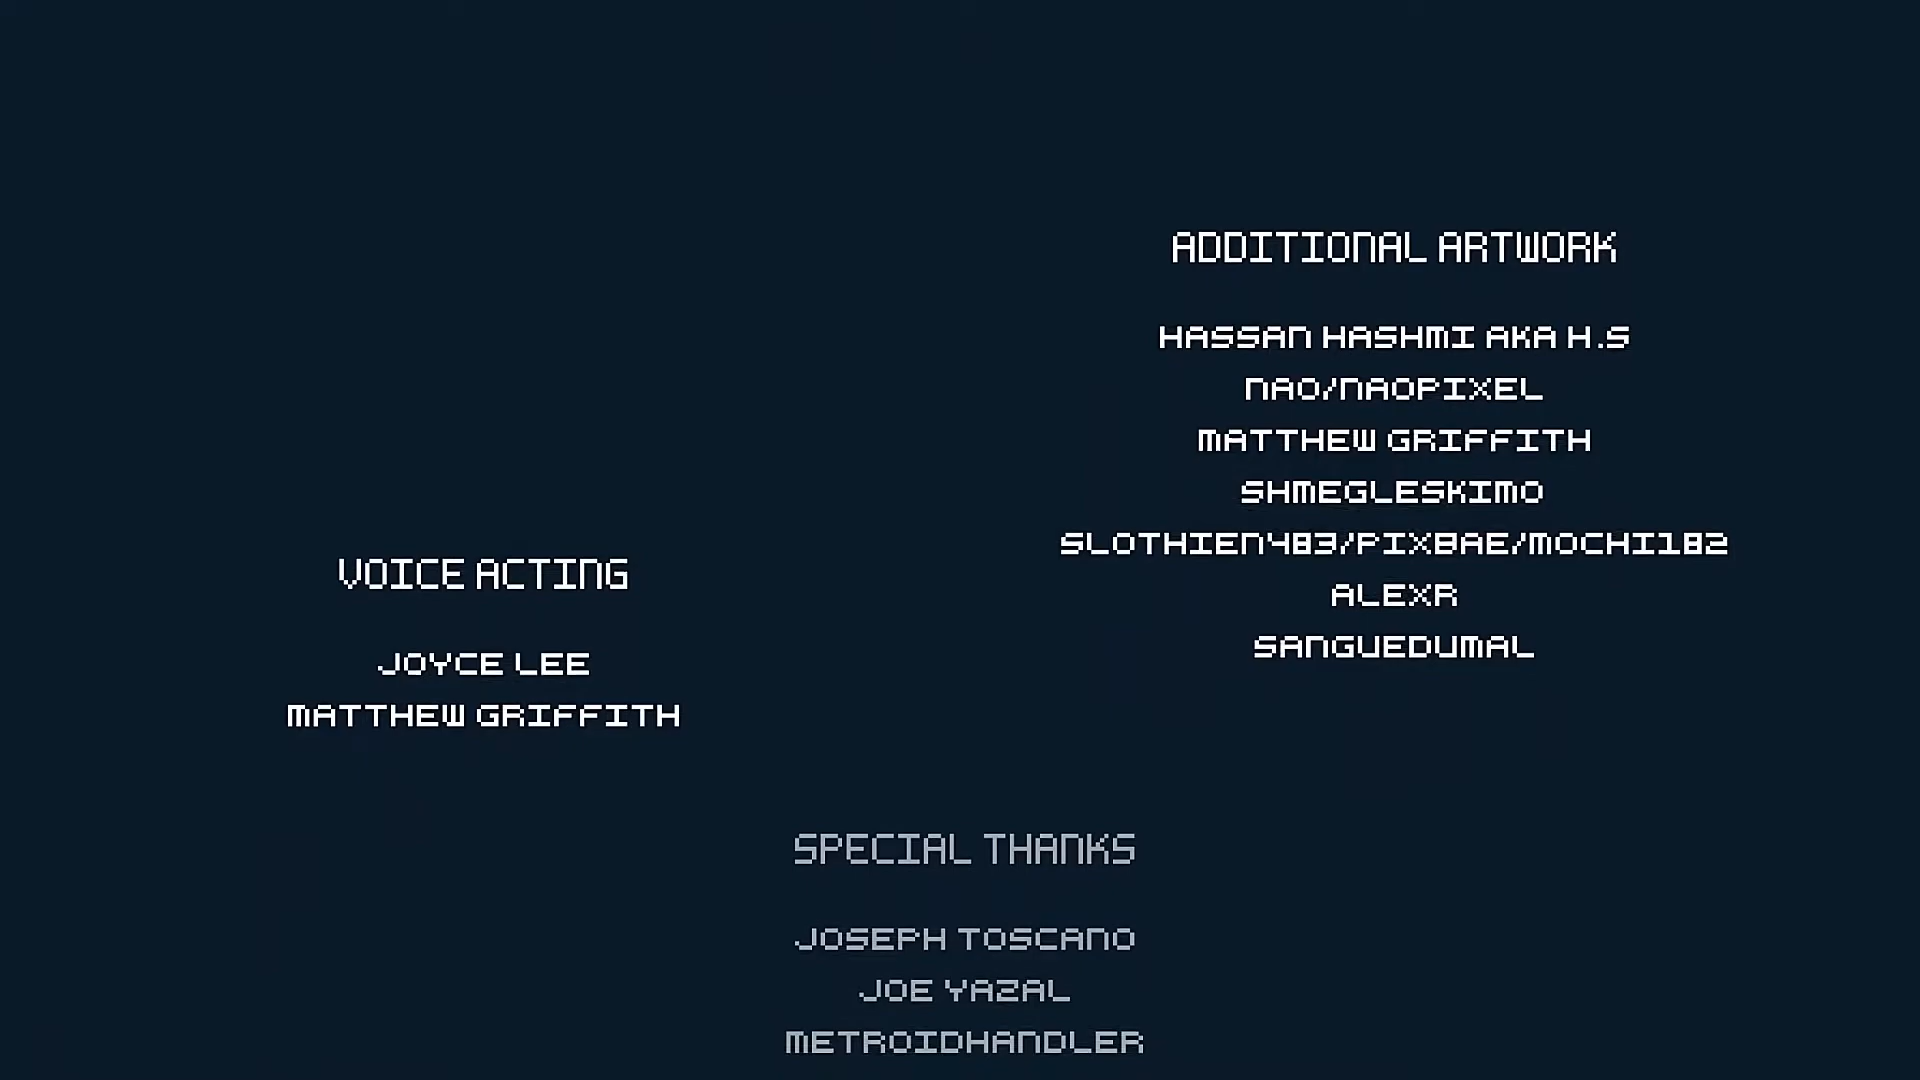 ADDITIONAL ARTWORK
HASSAN HASHMI AKA H.S
NAO/NAOPIXEL
MATTHEW GRIFFITH
SHMEGLESKIMO
SLOTHIEN483/PIXBAE/MOCHI182
ALEXR
SANGUEDUMAL
VOICE ACTING
JOYCE LEE
MATTHEW GRIFFITH
SPECIAL THANKS
JOSEPH TOSCANO
JOE YAZAL
METROIDHANDLER